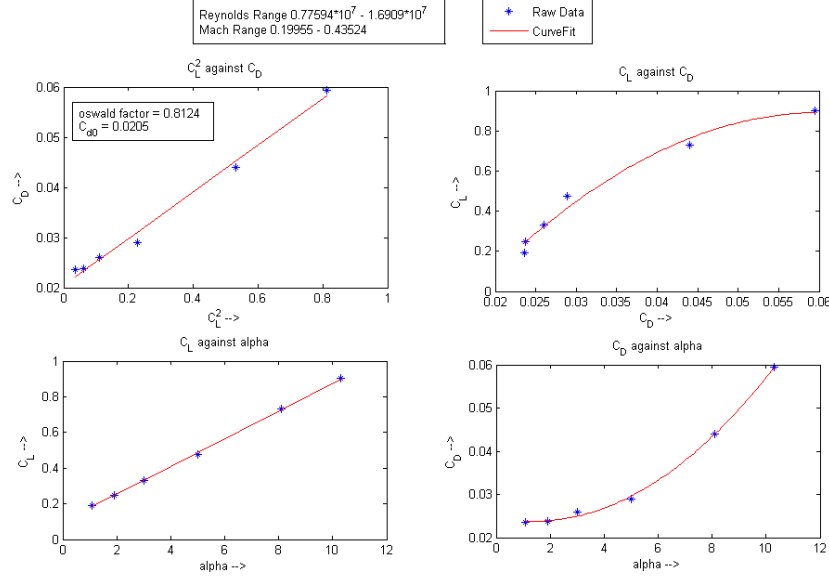 Reynolds Range 0.77594*10^7 - 1.6909*10^7
Mach Range 0.19955 - 0.43524
Raw Data
CurveFit
C_L^2 against C_D
oswald factor = 0.8124
C_d0 = 0.0205
0.06
0.05
0.04
0.03
0.02
C_D -->
0 0.2 0.4 0.6 0.8 1
C_L^2 -->
C_L against C_D
1
0.8
0.6
0.4
0.2
0
C_L -->
0.02 0.025 0.03 0.035 0.04 0.045 0.05 0.055 0.06
C_D -->
C_L against alpha
1
0.8
0.6
0.4
0.2
0
C_L -->
0 2 4 6 8 10 12
alpha -->
C_D against alpha
0.06
0.05
0.04
0.03
0.02
C_D -->
0 2 4 6 8 10 12
alpha -->